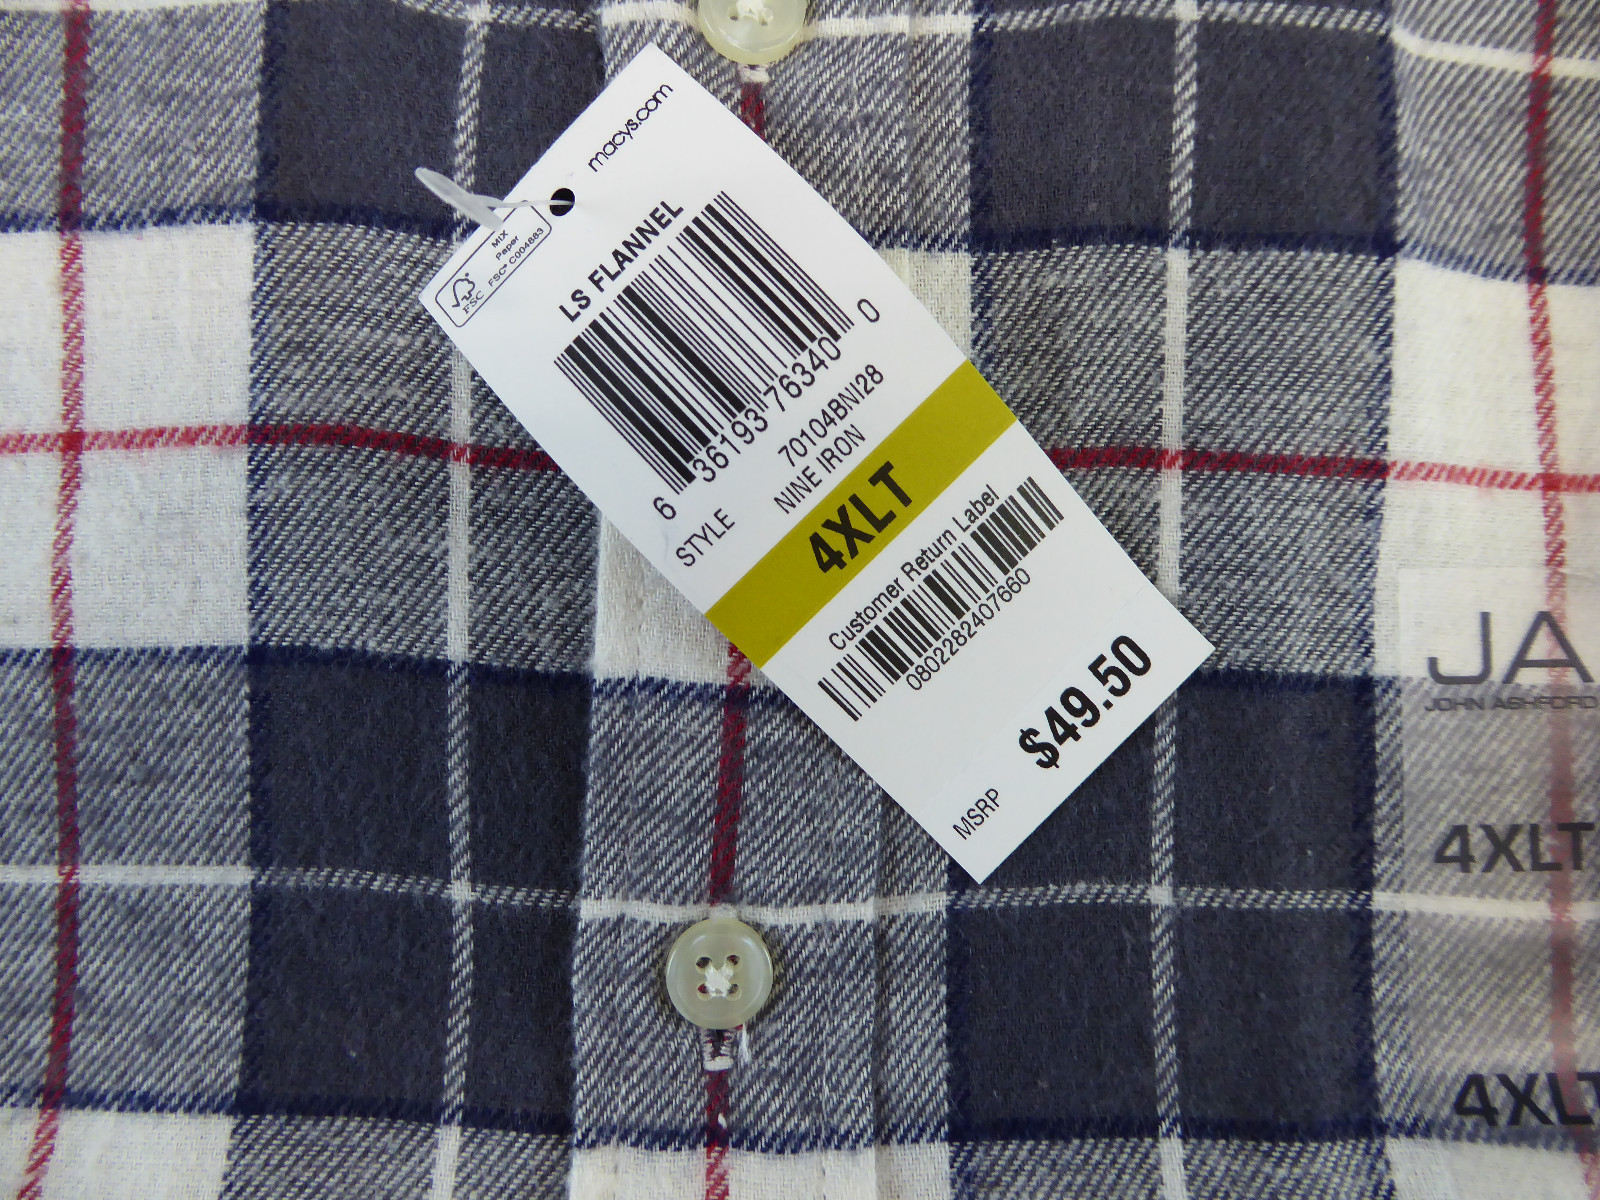 macys.com
MIX
Paper
FSC® C004883
FSC
LS FLANNEL
6 36193 76340 0
STYLE 70104BNI28
NINE IRON
4XLT
Customer Return Label
0802282407660
MSRP $49.50
JA
JOHN ASHFORD
4XLT
4XLT